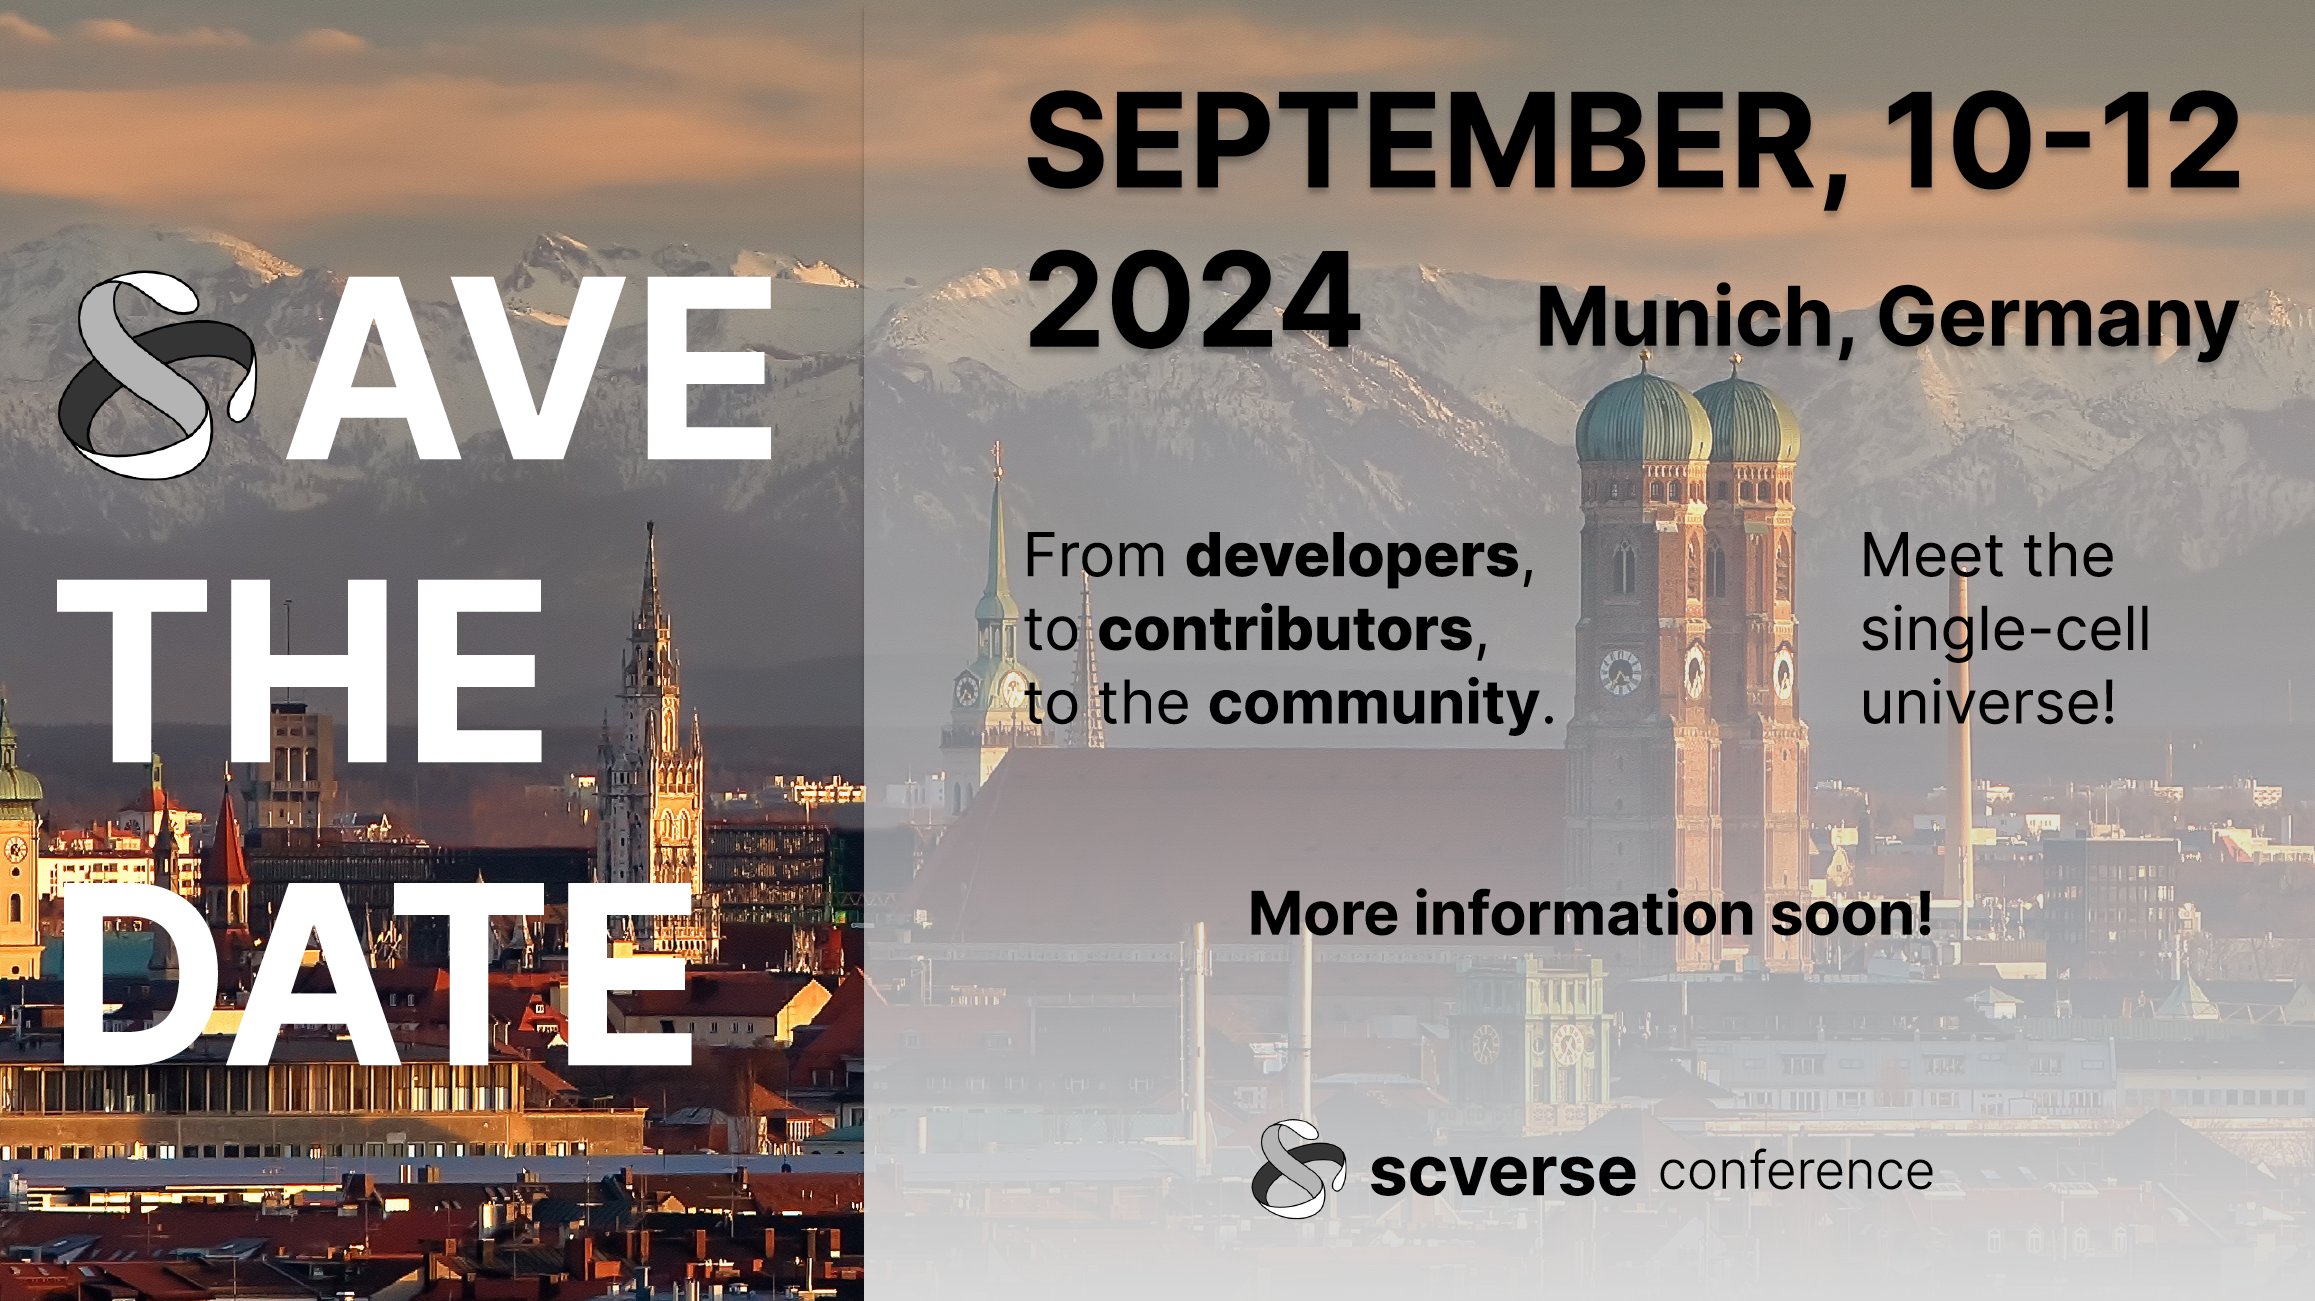 SAVE
THE
DATE
SEPTEMBER, 10-12
2024
Munich, Germany
From developers,
to contributors,
to the community.
Meet the
single-cell
universe!
More information soon!
scverse conference